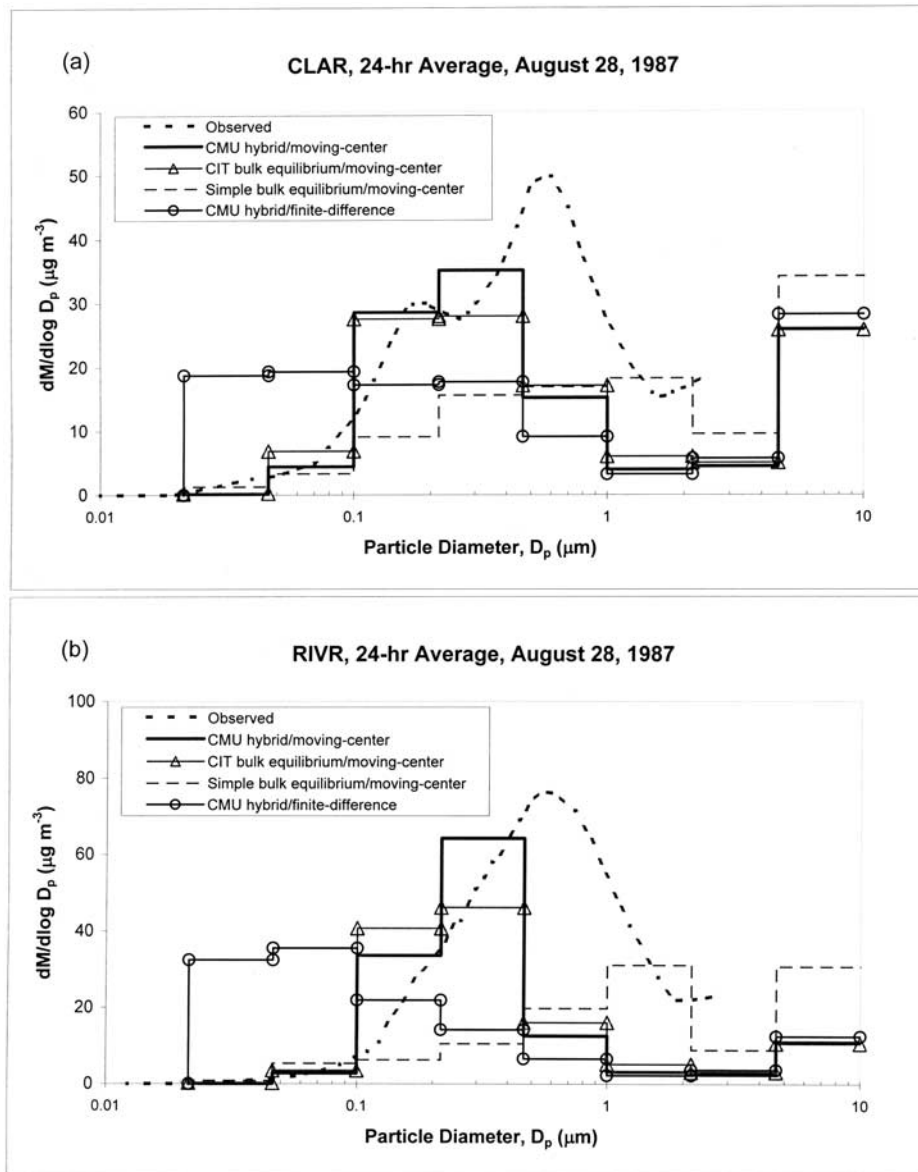 (a)
CLAR, 24-hr Average, August 28, 1987
60
50
40
30
20
10
0
dM/dlog Dp (µg m-3)
Observed
CMU hybrid/moving-center
CIT bulk equilibrium/moving-center
Simple bulk equilibrium/moving-center
CMU hybrid/finite-difference
0.01
0.1
1
10
Particle Diameter, Dp (µm)
(b)
RIVR, 24-hr Average, August 28, 1987
100
80
60
40
20
0
dM/dlog Dp (µg m-3)
Observed
CMU hybrid/moving-center
CIT bulk equilibrium/moving-center
Simple bulk equilibrium/moving-center
CMU hybrid/finite-difference
0.01
0.1
1
10
Particle Diameter, Dp (µm)